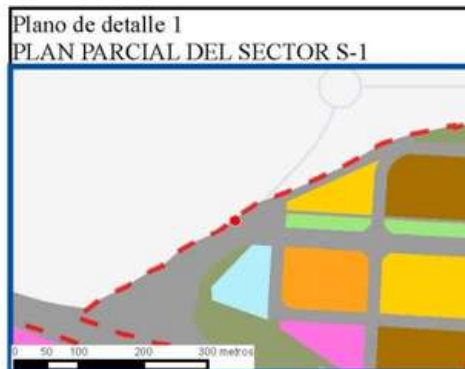 Plano de detalle 1
PLAN PARCIAL DEL SECTOR S-1
0 50 100 200 300 metros